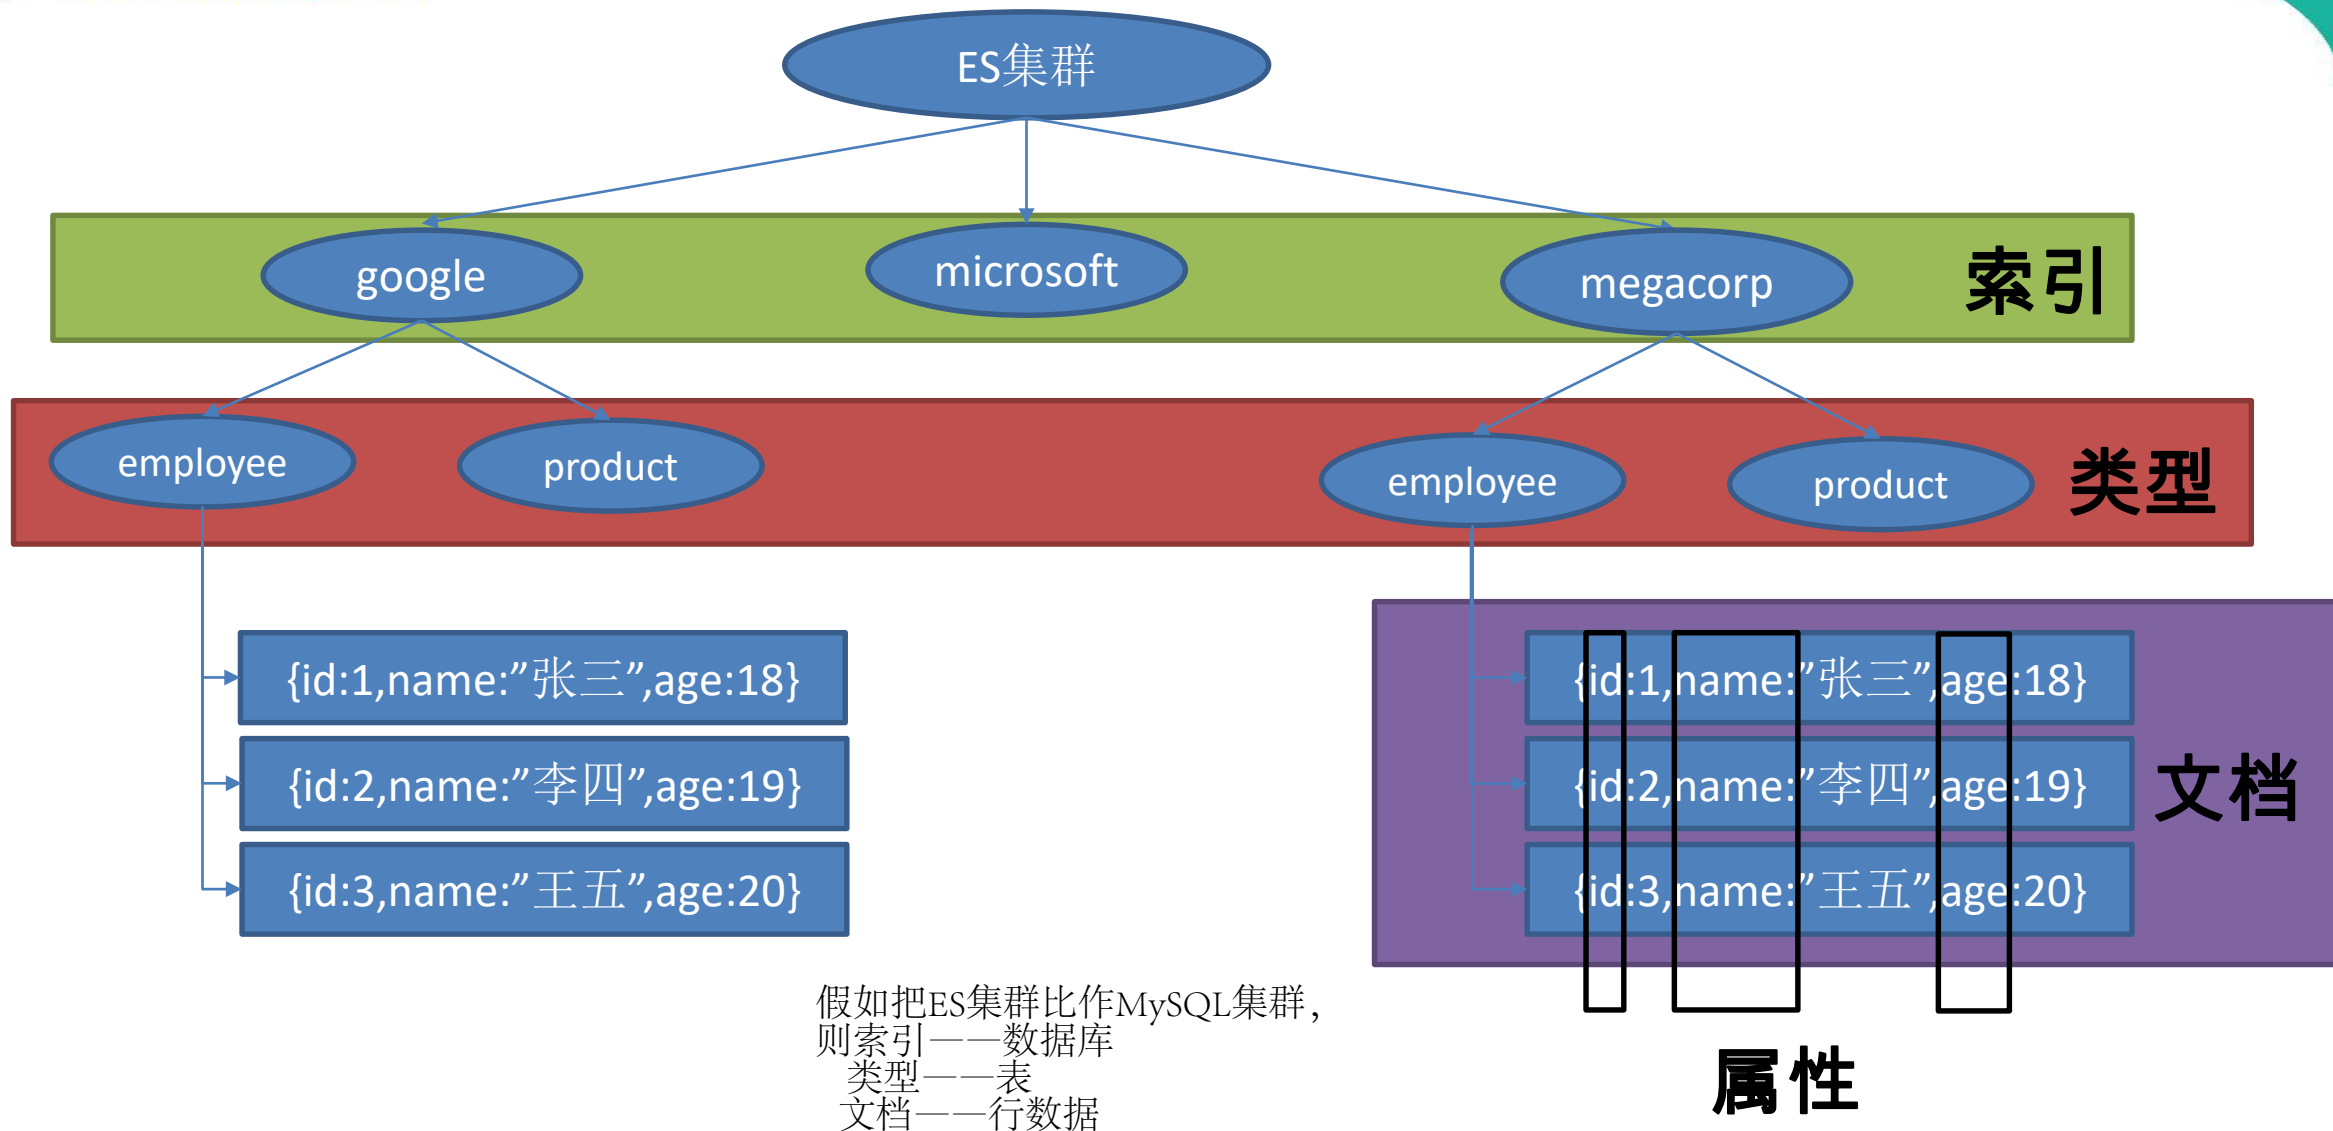 ES集群
google
microsoft
megacorp
索引
employee
product
employee
product
类型
{id:1,name:”张三”,age:18}
{id:2,name:”李四”,age:19}
{id:3,name:”王五”,age:20}
{id:1,name:”张三”,age:18}
{id:2,name:”李四”,age:19}
{id:3,name:”王五”,age:20}
文档
属性
假如把ES集群比作MySQL集群，
则索引——数据库
类型——表
文档——行数据